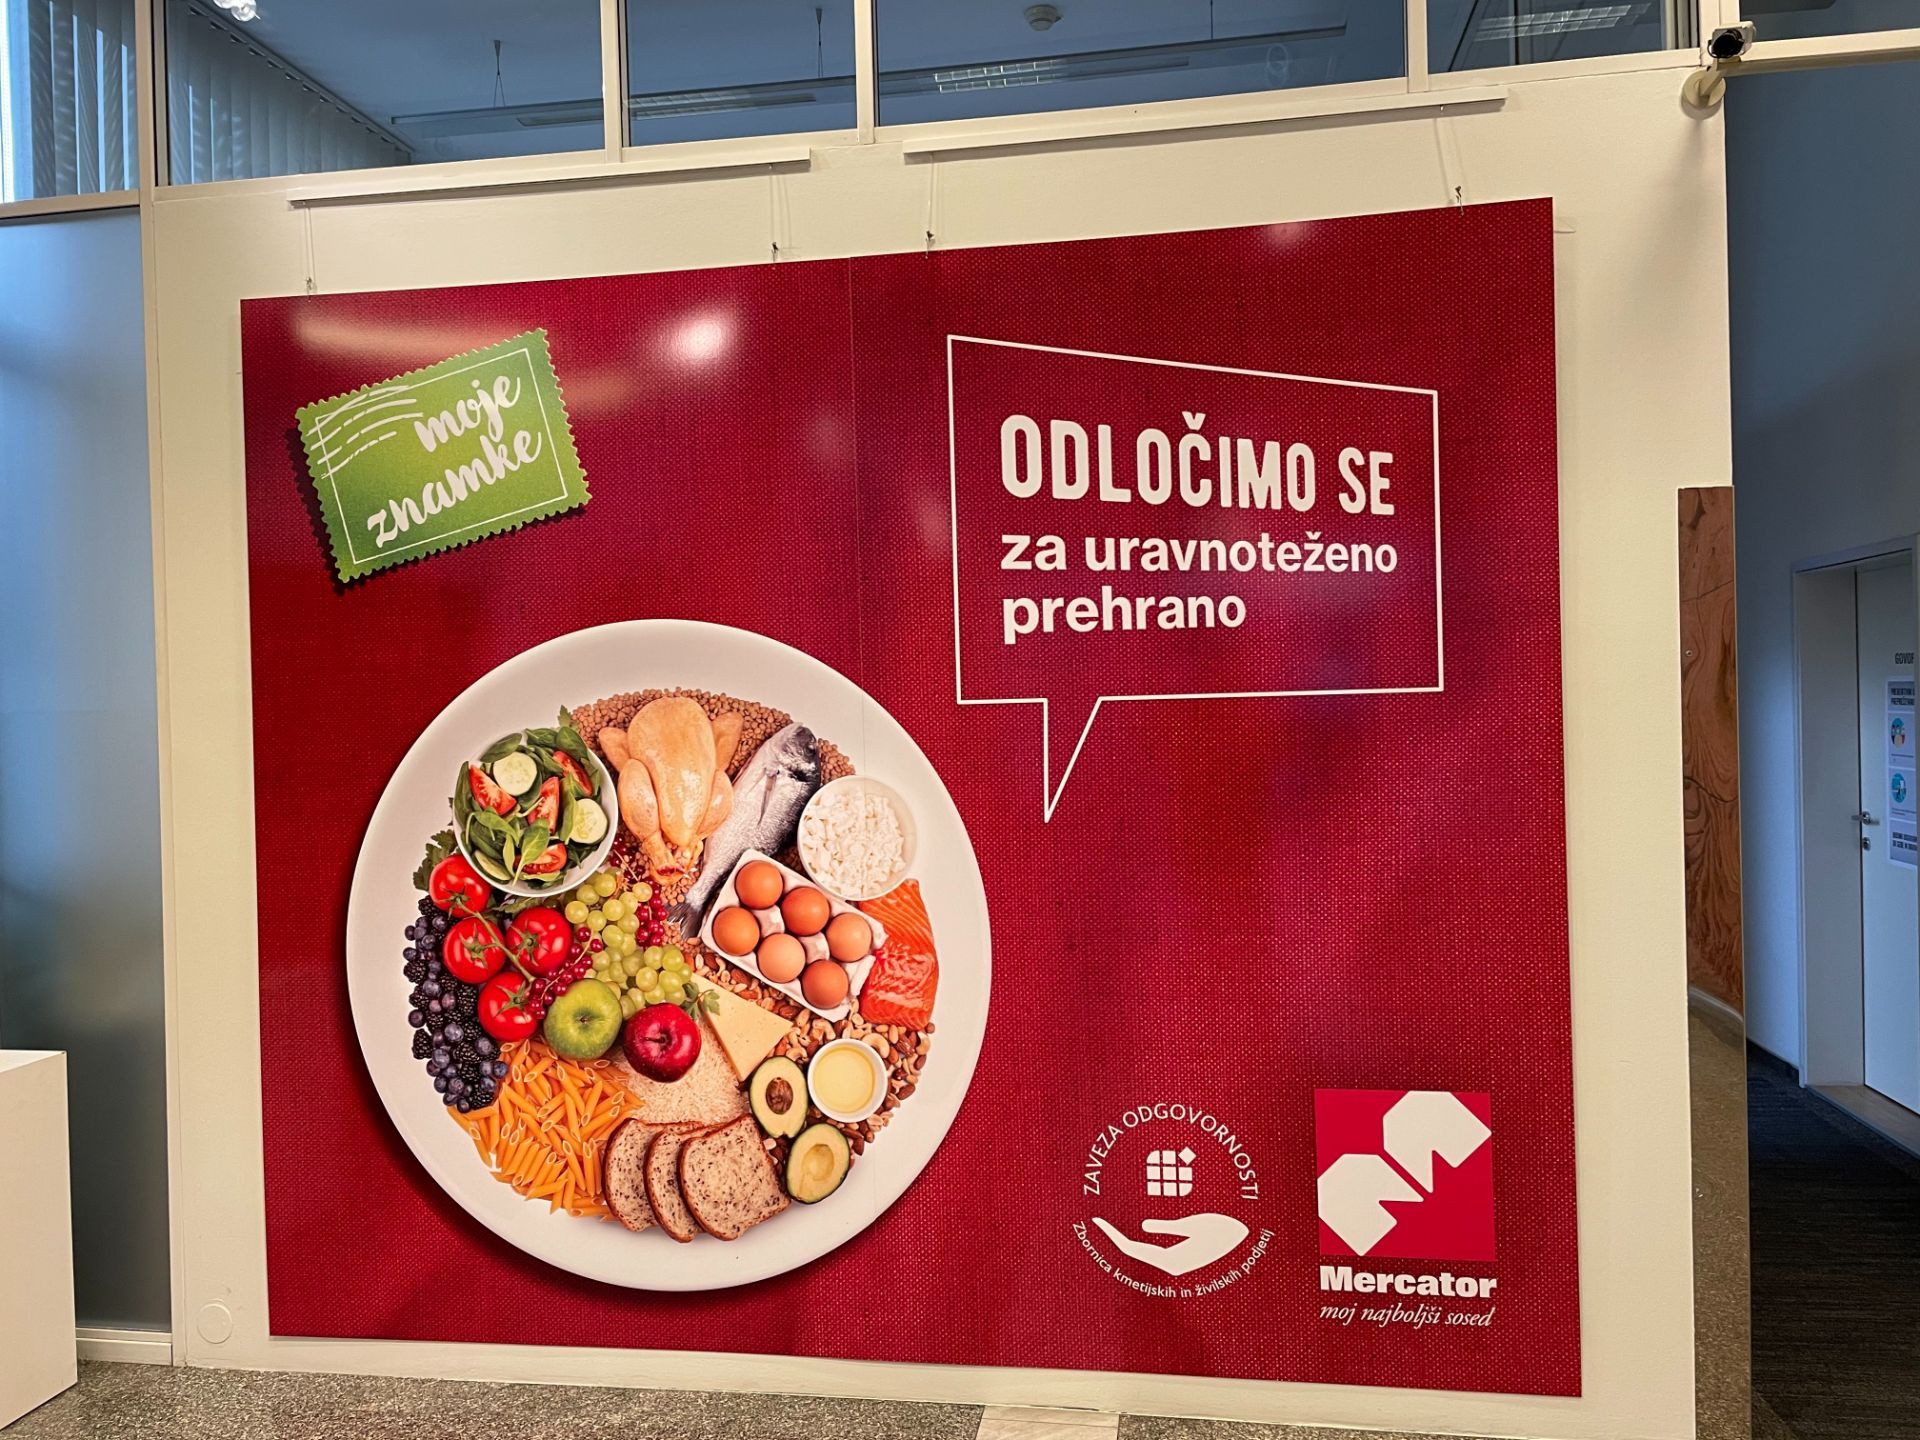 moje
znamke
ODLOČIMO SE
za uravnoteženo
prehrano
ZAVEZA ODGOVORNOSTI
Zbornica kmetijskih in živilskih podjetij
Mercator
moj najboljši sosed